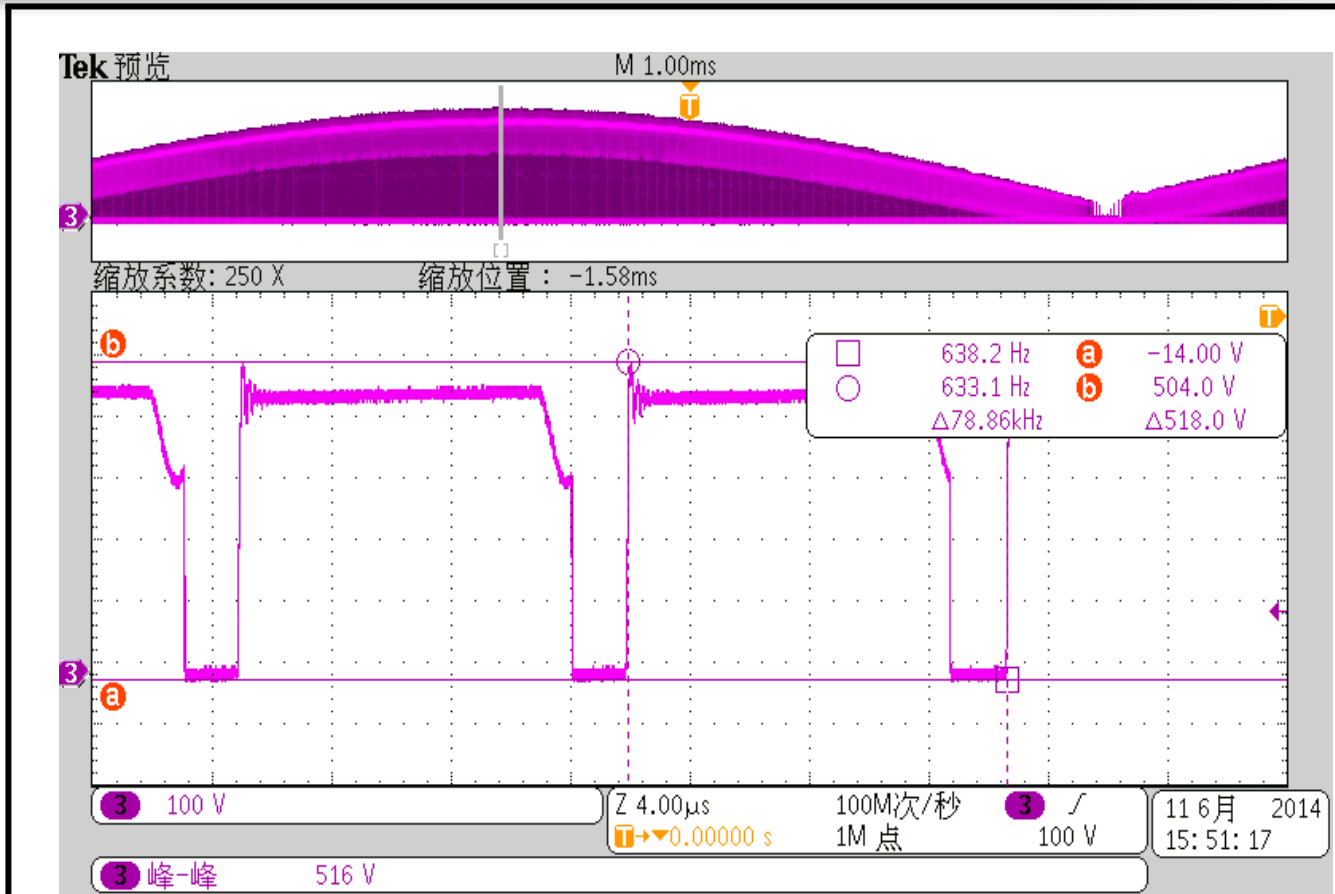 Tek 预览 M 1.00ms
T
3
缩放系数: 250 X 缩放位置: -1.58ms
T
b
638.2 Hz a -14.00 V
633.1 Hz b 504.0 V
△78.86kHz △518.0 V
3
a
3 100 V
Z 4.00μs 100M次/秒 3
T→▼0.00000 s 1M 点 100 V
11 6月 2014
15:51:17
3 峰-峰 516 V